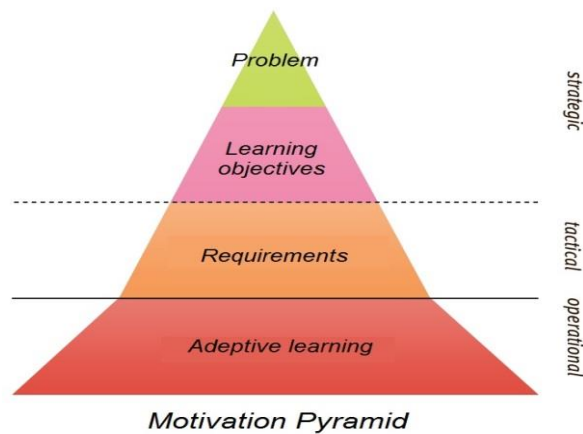 Problem
strategic
Learning
objectives
Requirements
tactical
Adeptive learning
operational
Motivation Pyramid